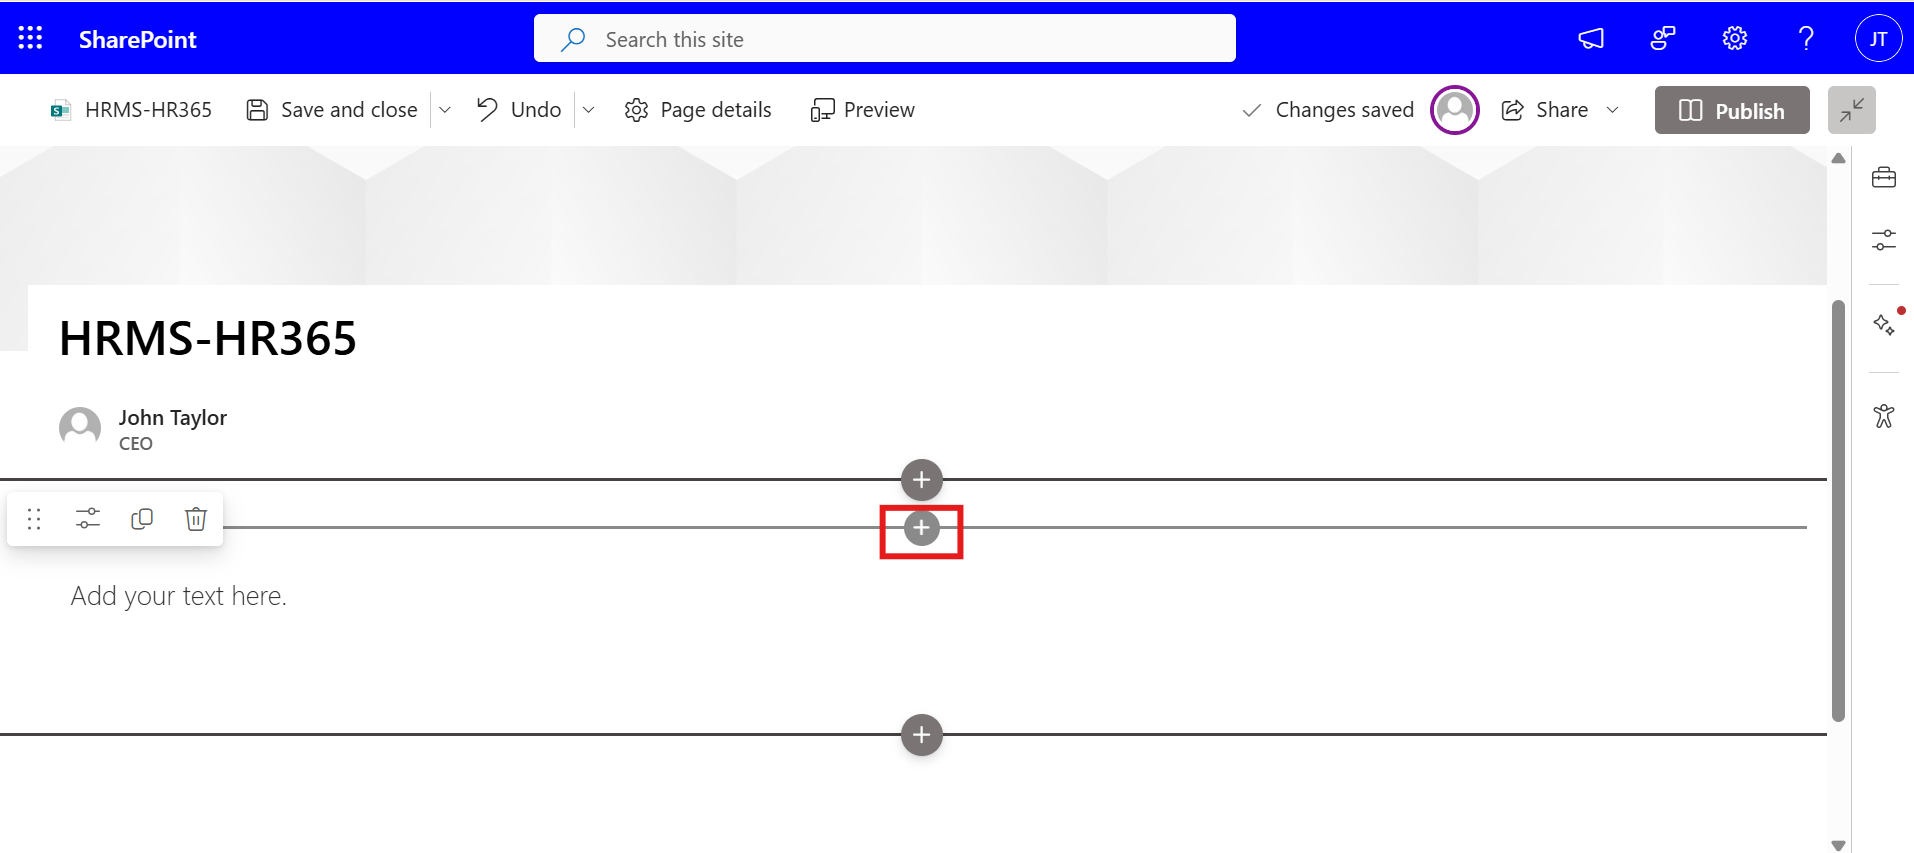 SharePoint
Search this site
JT
HRMS-HR365
Save and close
Undo
Page details
Preview
Changes saved
Share
Publish
HRMS-HR365
John Taylor
CEO
Add your text here.